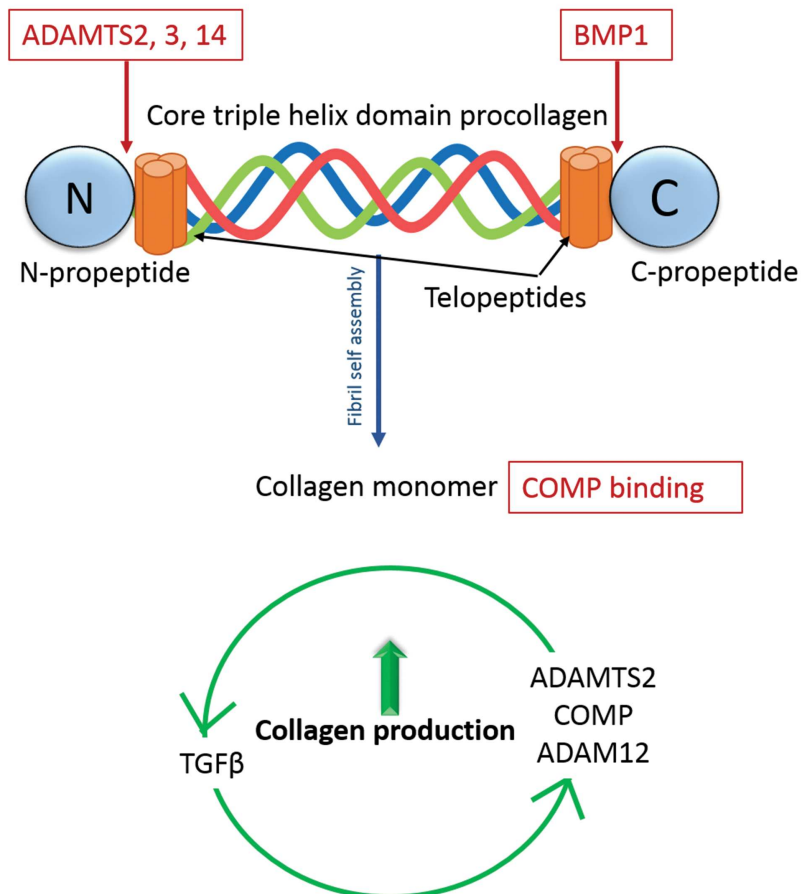 ADAMTS2, 3, 14
BMP1
Core triple helix domain procollagen
N
C
N-propeptide
C-propeptide
Telopeptides
Fibril self assembly
Collagen monomer
COMP binding
ADAMTS2
COMP
ADAM12
Collagen production
TGFβ